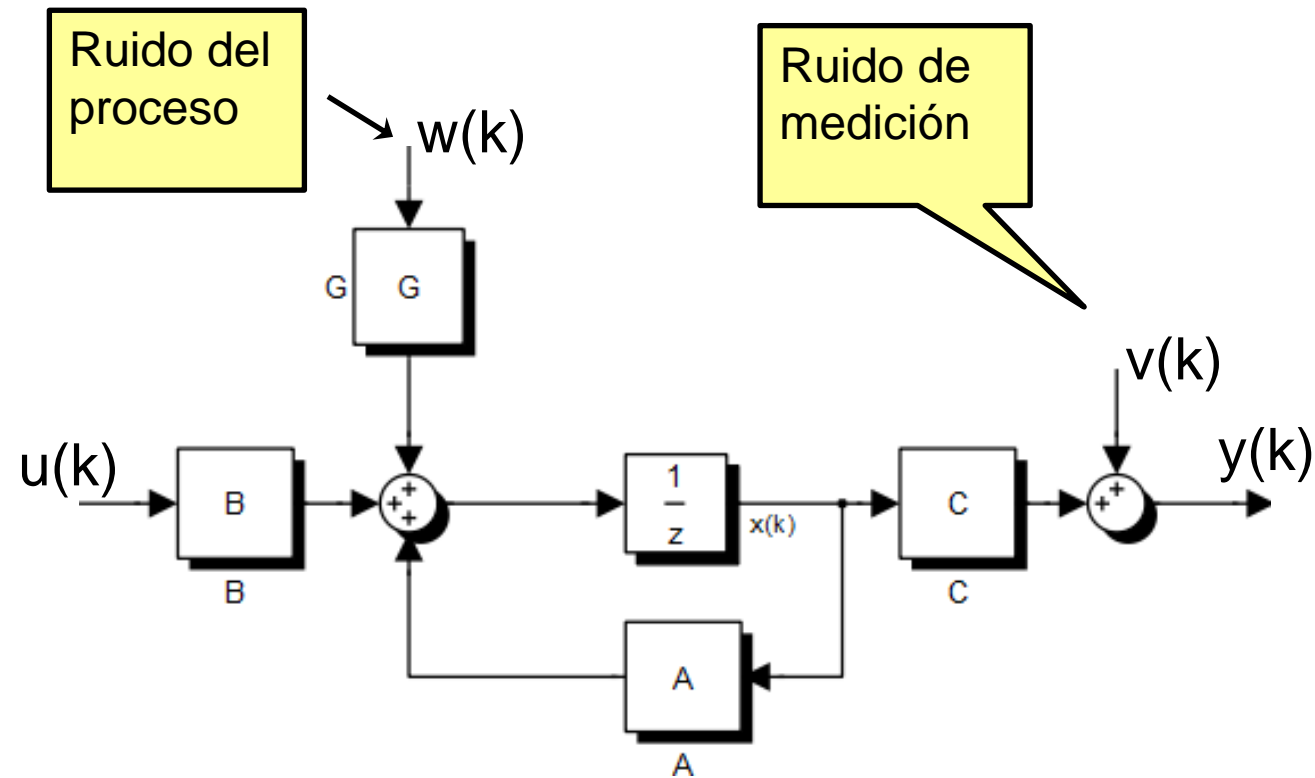 Ruido del
proceso
Ruido de
medición
w(k)
G
G
v(k)
u(k)
B
B
+
+
+
1
z
x(k)
C
C
+
+
y(k)
A
A